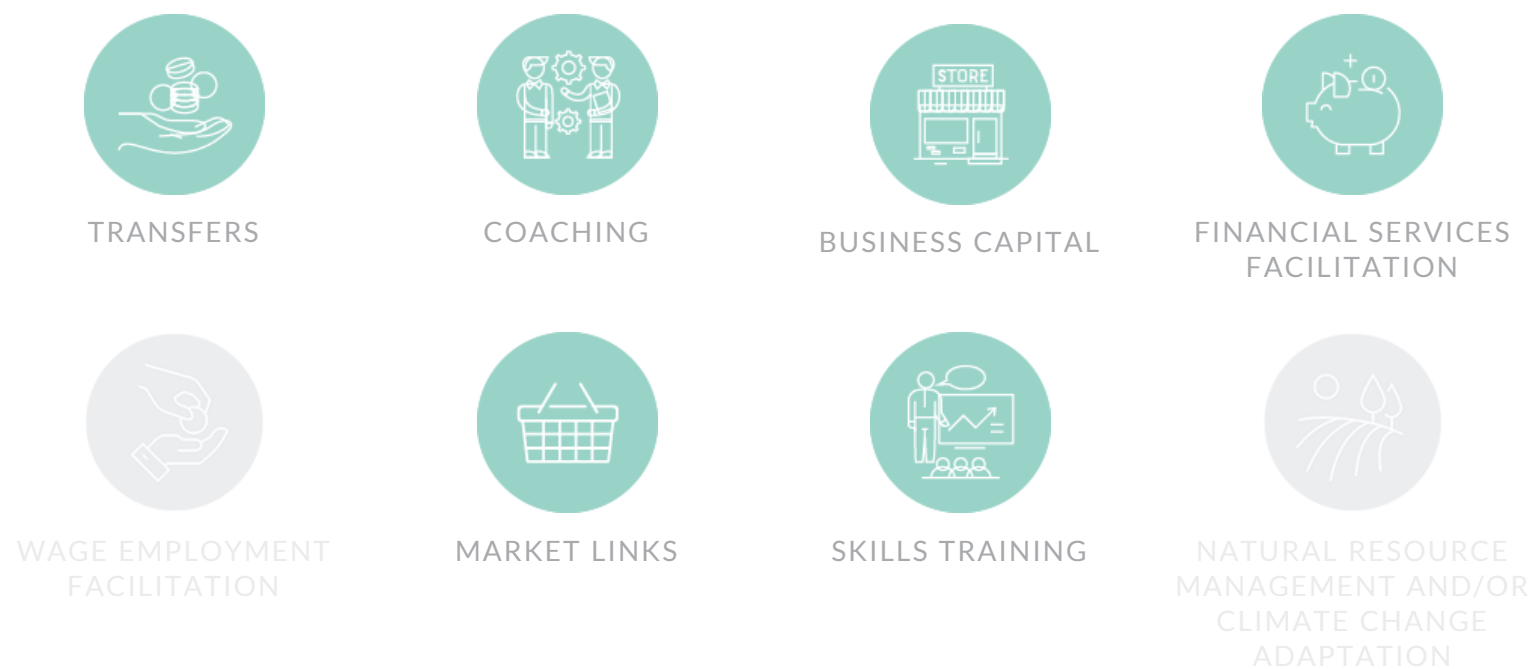 STORE
TRANSFERS
COACHING
BUSINESS CAPITAL
FINANCIAL SERVICES
FACILITATION
WAGE EMPLOYMENT
FACILITATION
MARKET LINKS
SKILLS TRAINING
NATURAL RESOURCE
MANAGEMENT AND/OR
CLIMATE CHANGE
ADAPTATION